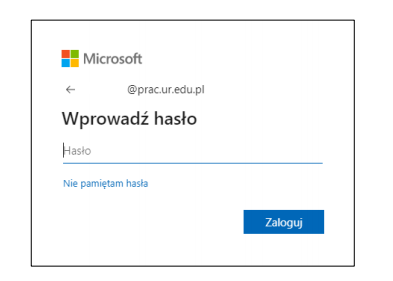 Microsoft
← @prac.ur.edu.pl
Wprowadź hasło
Hasło
Nie pamiętam hasła
Zaloguj